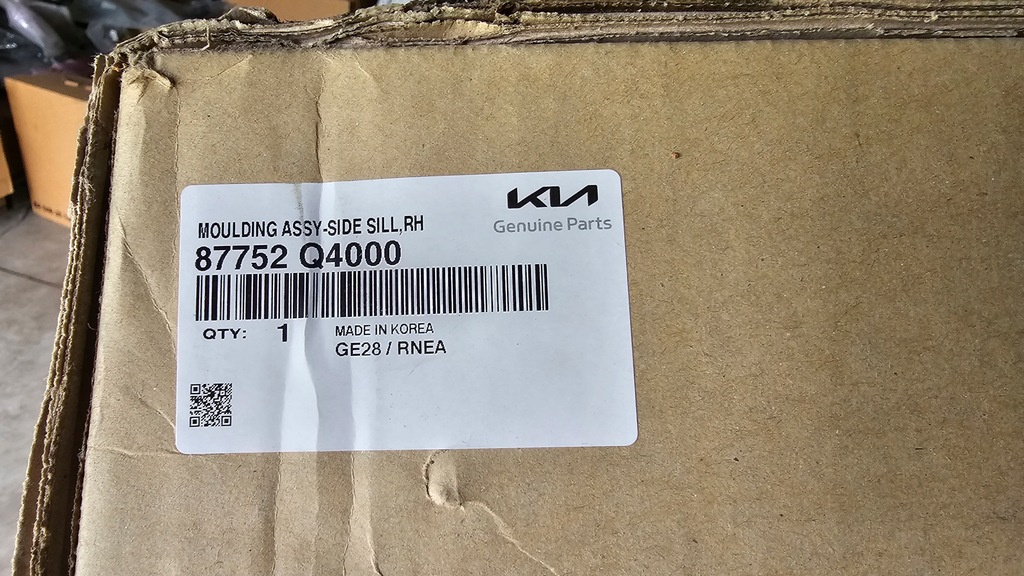 KIA
Genuine Parts
MOULDING ASSY-SIDE SILL,RH
87752 Q4000
QTY: 1
MADE IN KOREA
GE28 / RNEA